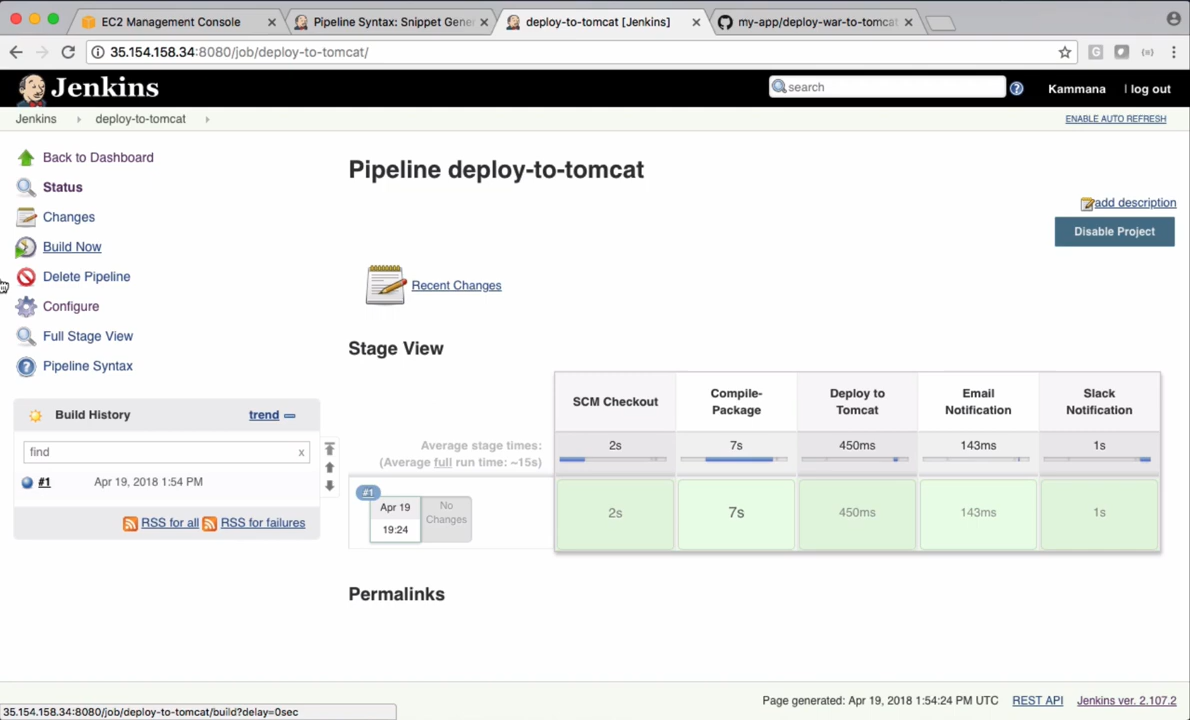 EC2 Management Console
Pipeline Syntax: Snippet Gene
deploy-to-tomcat [Jenkins]
my-app/deploy-war-to-tomcat
35.154.158.34:8080/job/deploy-to-tomcat/
Jenkins
search
Kammana
| log out
Jenkins
deploy-to-tomcat
ENABLE AUTO REFRESH
Back to Dashboard
Status
Changes
Build Now
Delete Pipeline
Configure
Full Stage View
Pipeline Syntax
Build History
trend
find
x
#1
Apr 19, 2018 1:54 PM
RSS for all
RSS for failures
Pipeline deploy-to-tomcat
add description
Disable Project
Recent Changes
Stage View
SCM Checkout
Compile-
Package
Deploy to
Tomcat
Email
Notification
Slack
Notification
Average stage times:
(Average full run time: ~15s)
2s
7s
450ms
143ms
1s
#1
Apr 19
19:24
No
Changes
2s
7s
450ms
143ms
1s
Permalinks
Page generated: Apr 19, 2018 1:54:24 PM UTC
REST API
Jenkins ver. 2.107.2
35.154.158.34:8080/job/deploy-to-tomcat/build?delay=0sec